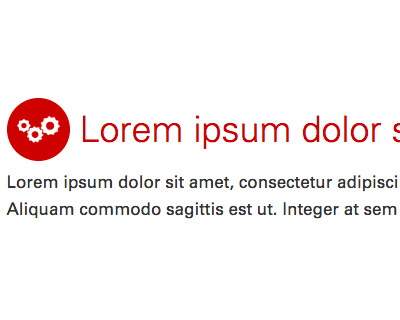 Lorem ipsum dolor
Lorem ipsum dolor sit amet, consectetur adipisci
Aliquam commodo sagittis est ut. Integer at sem